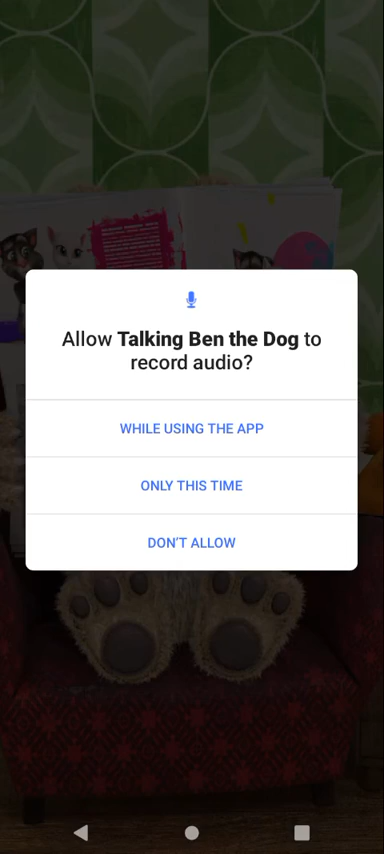 Allow Talking Ben the Dog to
record audio?
WHILE USING THE APP
ONLY THIS TIME
DON’T ALLOW